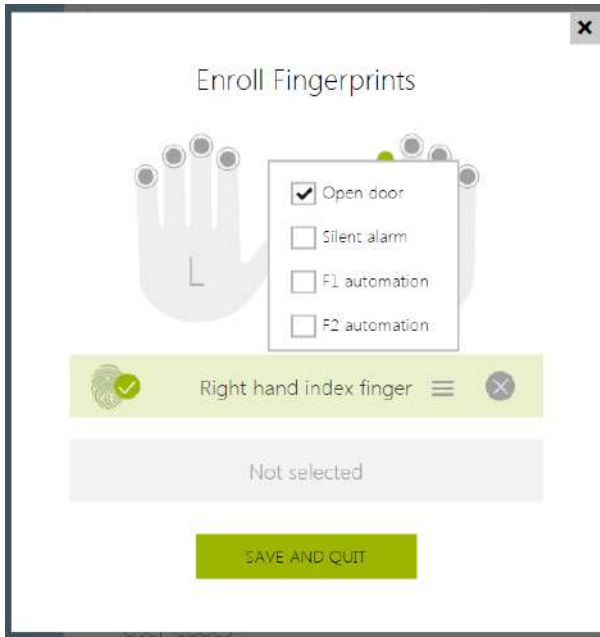 Enroll Fingerprints
Open door
Silent alarm
F1 automation
F2 automation
L
Right hand index finger
Not selected
SAVE AND QUIT